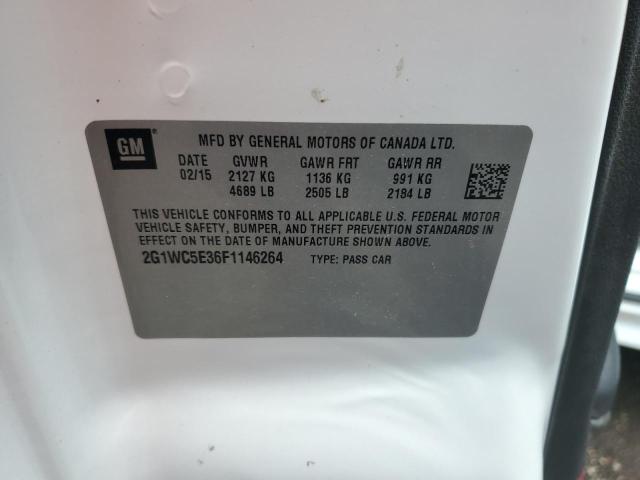 GM
MFD BY GENERAL MOTORS OF CANADA LTD.
DATE GVWR GAWR FRT GAWR RR
02/15 2127 KG 1136 KG 991 KG
4689 LB 2505 LB 2184 LB
THIS VEHICLE CONFORMS TO ALL APPLICABLE U.S. FEDERAL MOTOR
VEHICLE SAFETY, BUMPER, AND THEFT PREVENTION STANDARDS IN
EFFECT ON THE DATE OF MANUFACTURE SHOWN ABOVE.
2G1WC5E36F1146264 TYPE: PASS CAR